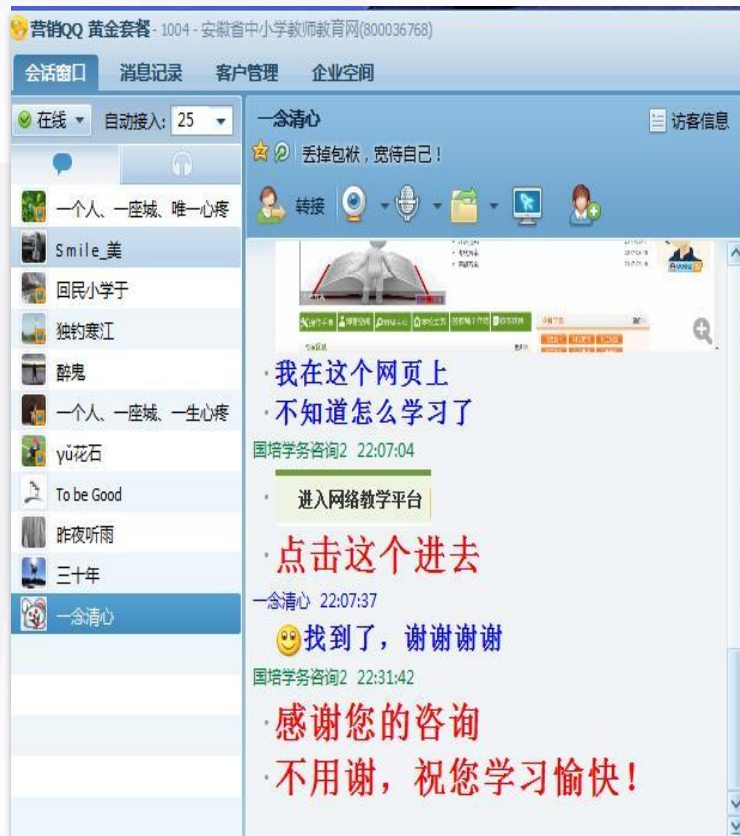 营销QQ 黄金套餐 - 1004 - 安徽省中小学教师教育网(800036768)
会话窗口 消息记录 客户管理 企业空间
在线 自动接入: 25
一个人、一座城、唯一心疼
Smile_美
回民小学于
独钓寒江
醉鬼
一个人、一座城、一生心疼
yǔ花石
To be Good
昨夜听雨
三十年
一念清心
一念清心
访客信息
丢掉包袱，宽待自己！
转接
我在这个网页上
不知道怎么学习了
国培学务咨询2 22:07:04
进入网络教学平台
点击这个进去
一念清心 22:07:37
找到了，谢谢谢谢
国培学务咨询2 22:31:42
感谢您的咨询
不用谢，祝您学习愉快！